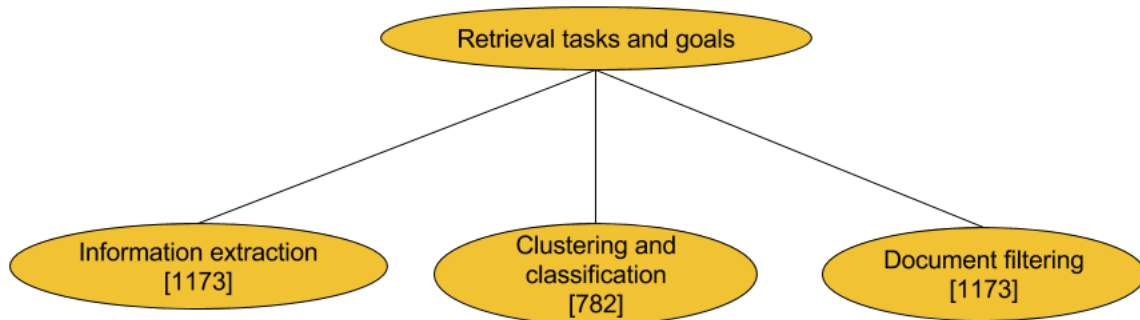 Retrieval tasks and goals
Information extraction
[1173]
Clustering and
classification
[782]
Document filtering
[1173]